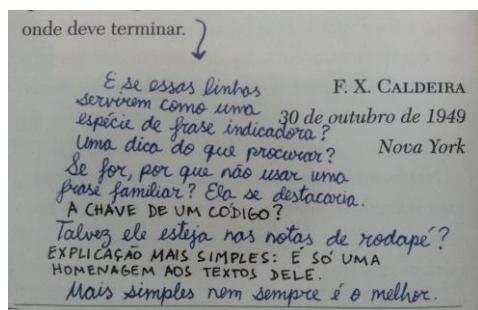 onde deve terminar.
E se essas linhas
servirem como uma
espécie de frase indicadora?
Uma dica do que procurar?
Se for, por que não usar uma
frase familiar? Ela se destacaria.
A CHAVE DE UM CÓDIGO?
Talvez ele esteja nas notas de rodapé?
EXPLICAÇÃO MAIS SIMPLES: É SÓ UMA
HOMENAGEM AOS TEXTOS DELE.
Mais simples nem sempre é o melhor.
F. X. CALDEIRA
30 de outubro de 1949
Nova York